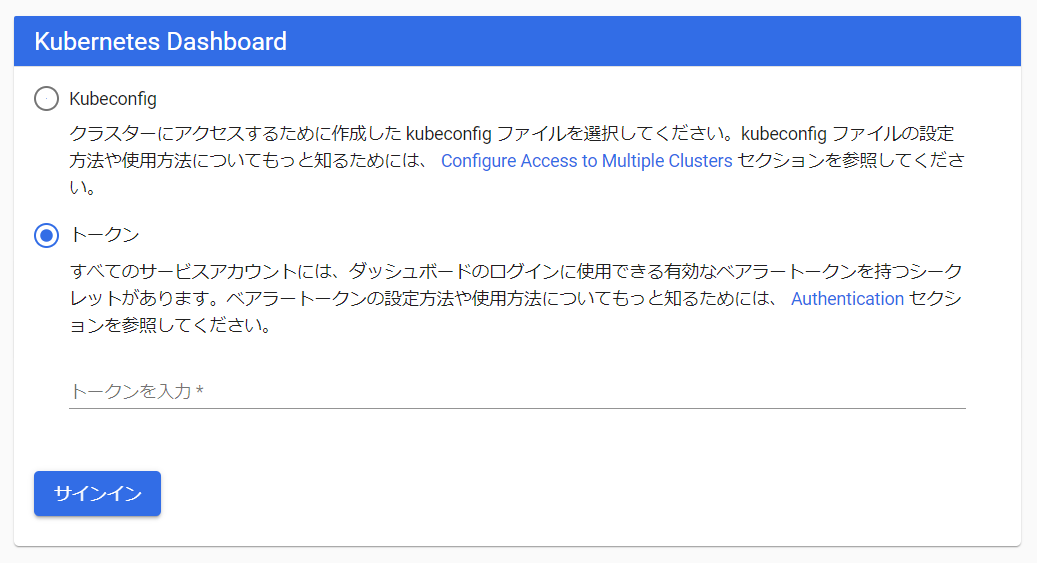 Kubernetes Dashboard
Kubeconfig
クラスターにアクセスするために作成した kubeconfig ファイルを選択してください。kubeconfig ファイルの設定
方法や使用方法についてもっと知るためには、 Configure Access to Multiple Clusters セクションを参照してくださ
い。
トークン
すべてのサービスアカウントには、ダッシュボードのログインに使用できる有効なベアラートークンを持つシーク
レットがあります。ベアラートークンの設定方法や使用方法についてもっと知るためには、 Authentication セクシ
ョンを参照してください。
トークンを入力 *
サインイン